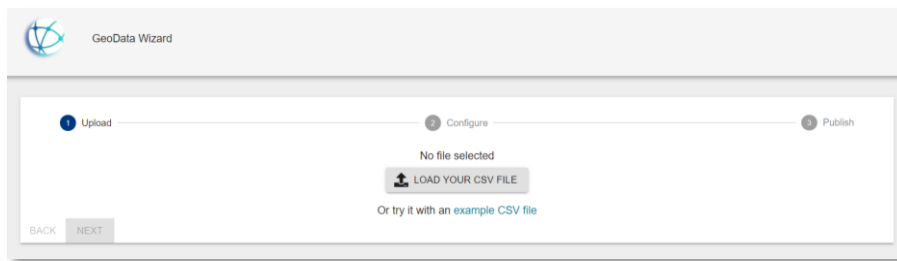 GeoData Wizard
1 Upload
2 Configure
3 Publish
No file selected
LOAD YOUR CSV FILE
Or try it with an example CSV file
BACK NEXT